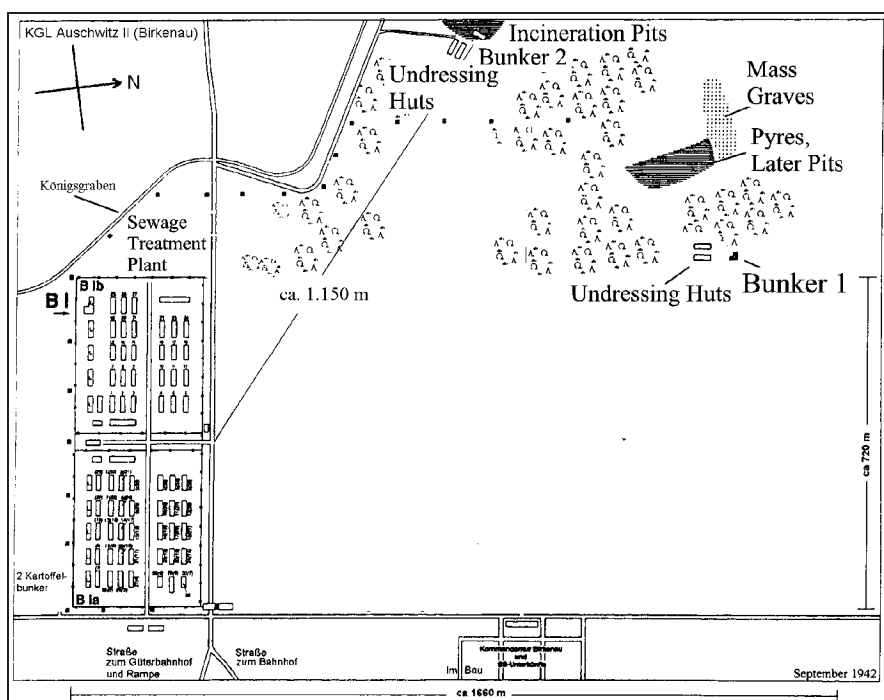 KGL Auschwitz II (Birkenau)
N
Incineration Pits
Bunker 2
Undressing
Huts
Mass
Graves
Pyres,
Later Pits
Königsgraben
Sewage
Treatment
Plant
Undressing Huts
Bunker 1
B Ib
B I
ca. 1.150 m
ca 720 m
2 Kartoffel-
bunker
B Ia
Straße
zum Güterbahnhof
und Rampe
Straße
zum Bahnhof
Im Bau
Kommandantur Birkenau
und
SS-Unterkünfte
September 1942
ca 1660 m